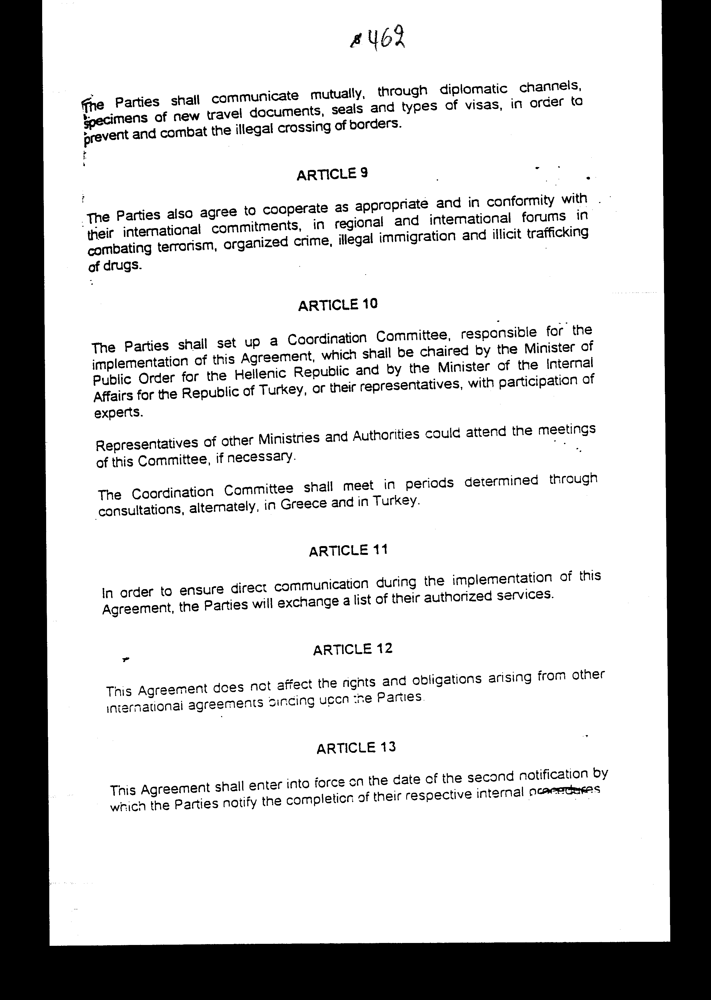 462
The Parties shall communicate mutually, through diplomatic channels,
specimens of new travel documents, seals and types of visas, in order to
prevent and combat the illegal crossing of borders.
ARTICLE 9
The Parties also agree to cooperate as appropriate and in conformity with
their international commitments, in regional and international forums in
combating terrorism, organized crime, illegal immigration and illicit trafficking
of drugs.
ARTICLE 10
The Parties shall set up a Coordination Committee, responsible for the
implementation of this Agreement, which shall be chaired by the Minister of
Public Order for the Hellenic Republic and by the Minister of the Internal
Affairs for the Republic of Turkey, or their representatives, with participation of
experts.
Representatives of other Ministries and Authorities could attend the meetings
of this Committee, if necessary.
The Coordination Committee shall meet in periods determined through
consultations, alternately, in Greece and in Turkey.
ARTICLE 11
In order to ensure direct communication during the implementation of this
Agreement, the Parties will exchange a list of their authorized services.
ARTICLE 12
This Agreement does not affect the rights and obligations arising from other
international agreements binding upon the Parties.
ARTICLE 13
This Agreement shall enter into force on the date of the second notification by
which the Parties notify the completion of their respective internal procedures